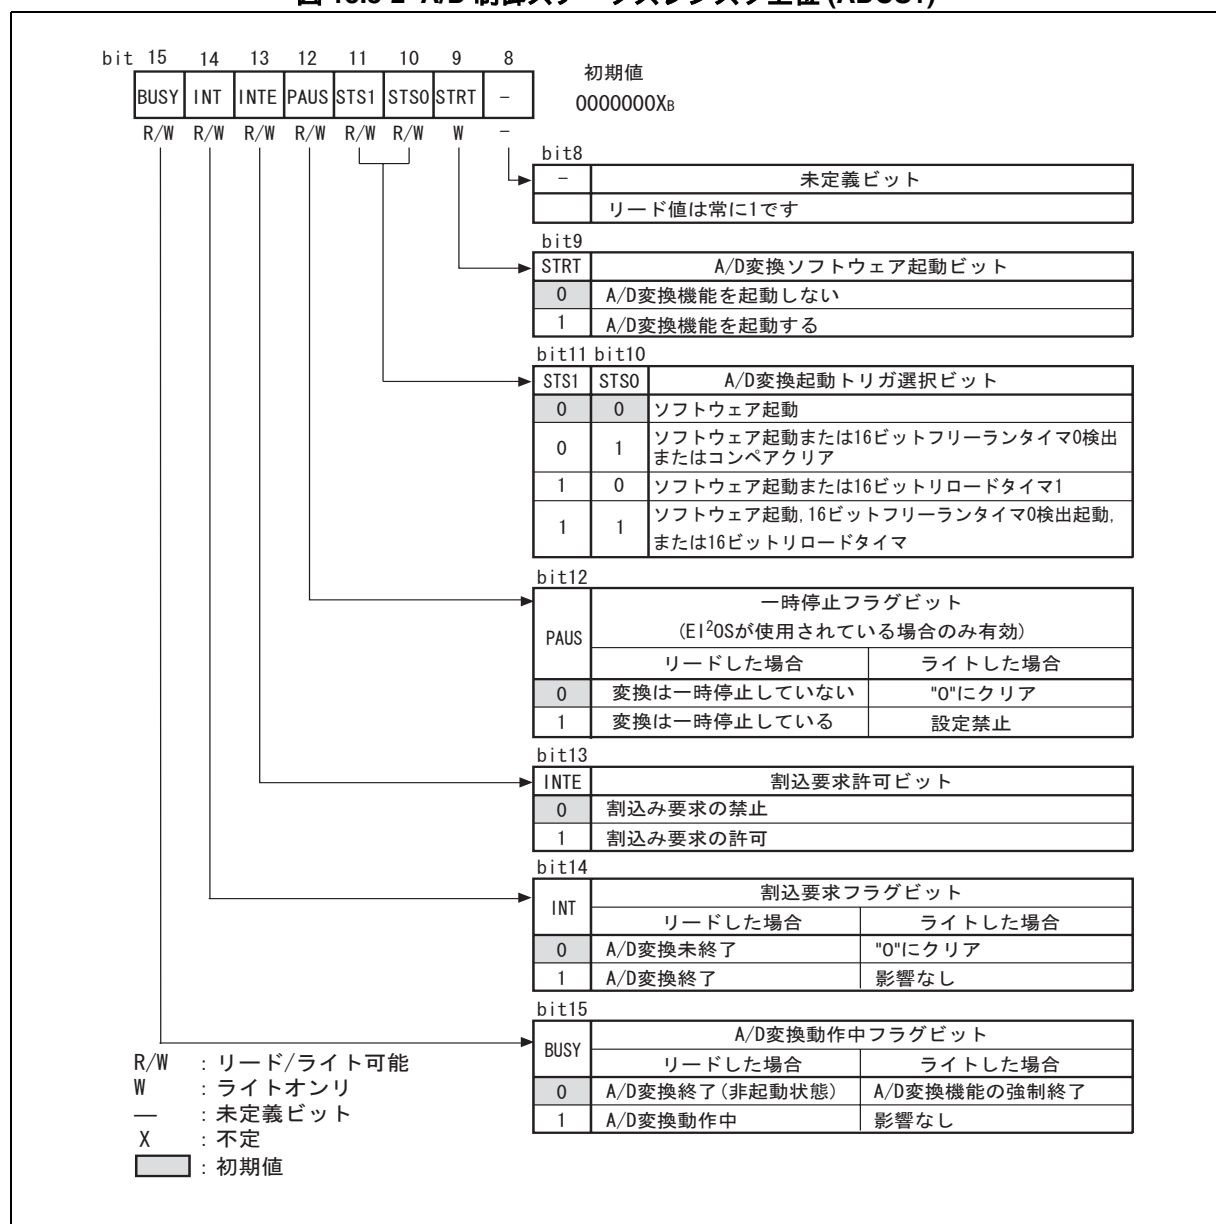 bit 15 14 13 12 11 10 9 8
初期値
BUSY INT INTE PAUS STS1 STS0 STRT －
0000000XB
R/W R/W R/W R/W R/W R/W W －
bit8
－ 未定義ビット
リード値は常に1です
bit9
STRT A/D変換ソフトウェア起動ビット
0 A/D変換機能を起動しない
1 A/D変換機能を起動する
bit11 bit10
STS1 STS0 A/D変換起動トリガ選択ビット
0 0 ソフトウェア起動
0 1 ソフトウェア起動または16ビットフリーランタイマ0検出
またはコンペアクリア
1 0 ソフトウェア起動または16ビットリロードタイマ1
1 1 ソフトウェア起動,16ビットフリーランタイマ0検出起動,
または16ビットリロードタイマ
bit12
PAUS 一時停止フラグビット
(EI²OSが使用されている場合のみ有効)
リードした場合 ライトした場合
0 変換は一時停止していない "0"にクリア
1 変換は一時停止している 設定禁止
bit13
INTE 割込要求許可ビット
0 割込み要求の禁止
1 割込み要求の許可
bit14
INT 割込要求フラグビット
リードした場合 ライトした場合
0 A/D変換未終了 "0"にクリア
1 A/D変換終了 影響なし
bit15
BUSY A/D変換動作中フラグビット
リードした場合 ライトした場合
0 A/D変換終了(非起動状態) A/D変換機能の強制終了
1 A/D変換動作中 影響なし
R/W : リード/ライト可能
W : ライトオンリ
― : 未定義ビット
X : 不定
: 初期値